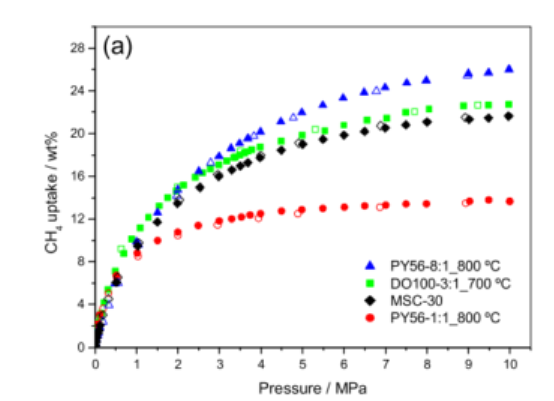 (a)
28
24
20
16
12
8
4
0
CH₄ uptake / wt%
PY56-8:1_800 ºC
DO100-3:1_700 ºC
MSC-30
PY56-1:1_800 ºC
0 1 2 3 4 5 6 7 8 9 10
Pressure / MPa